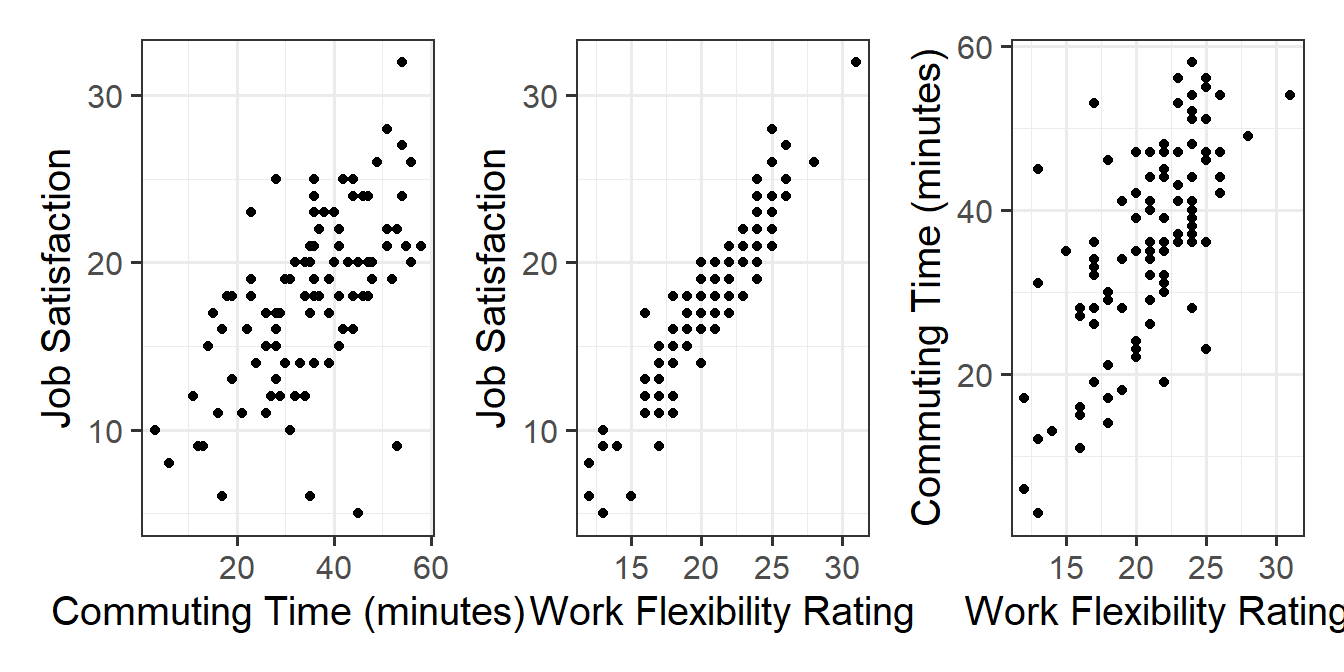 Job Satisfaction
30
20
10
20 40 60
Commuting Time (minutes)
Job Satisfaction
30
20
10
15 20 25 30
Work Flexibility Rating
Commuting Time (minutes)
60
40
20
15 20 25 30
Work Flexibility Rating